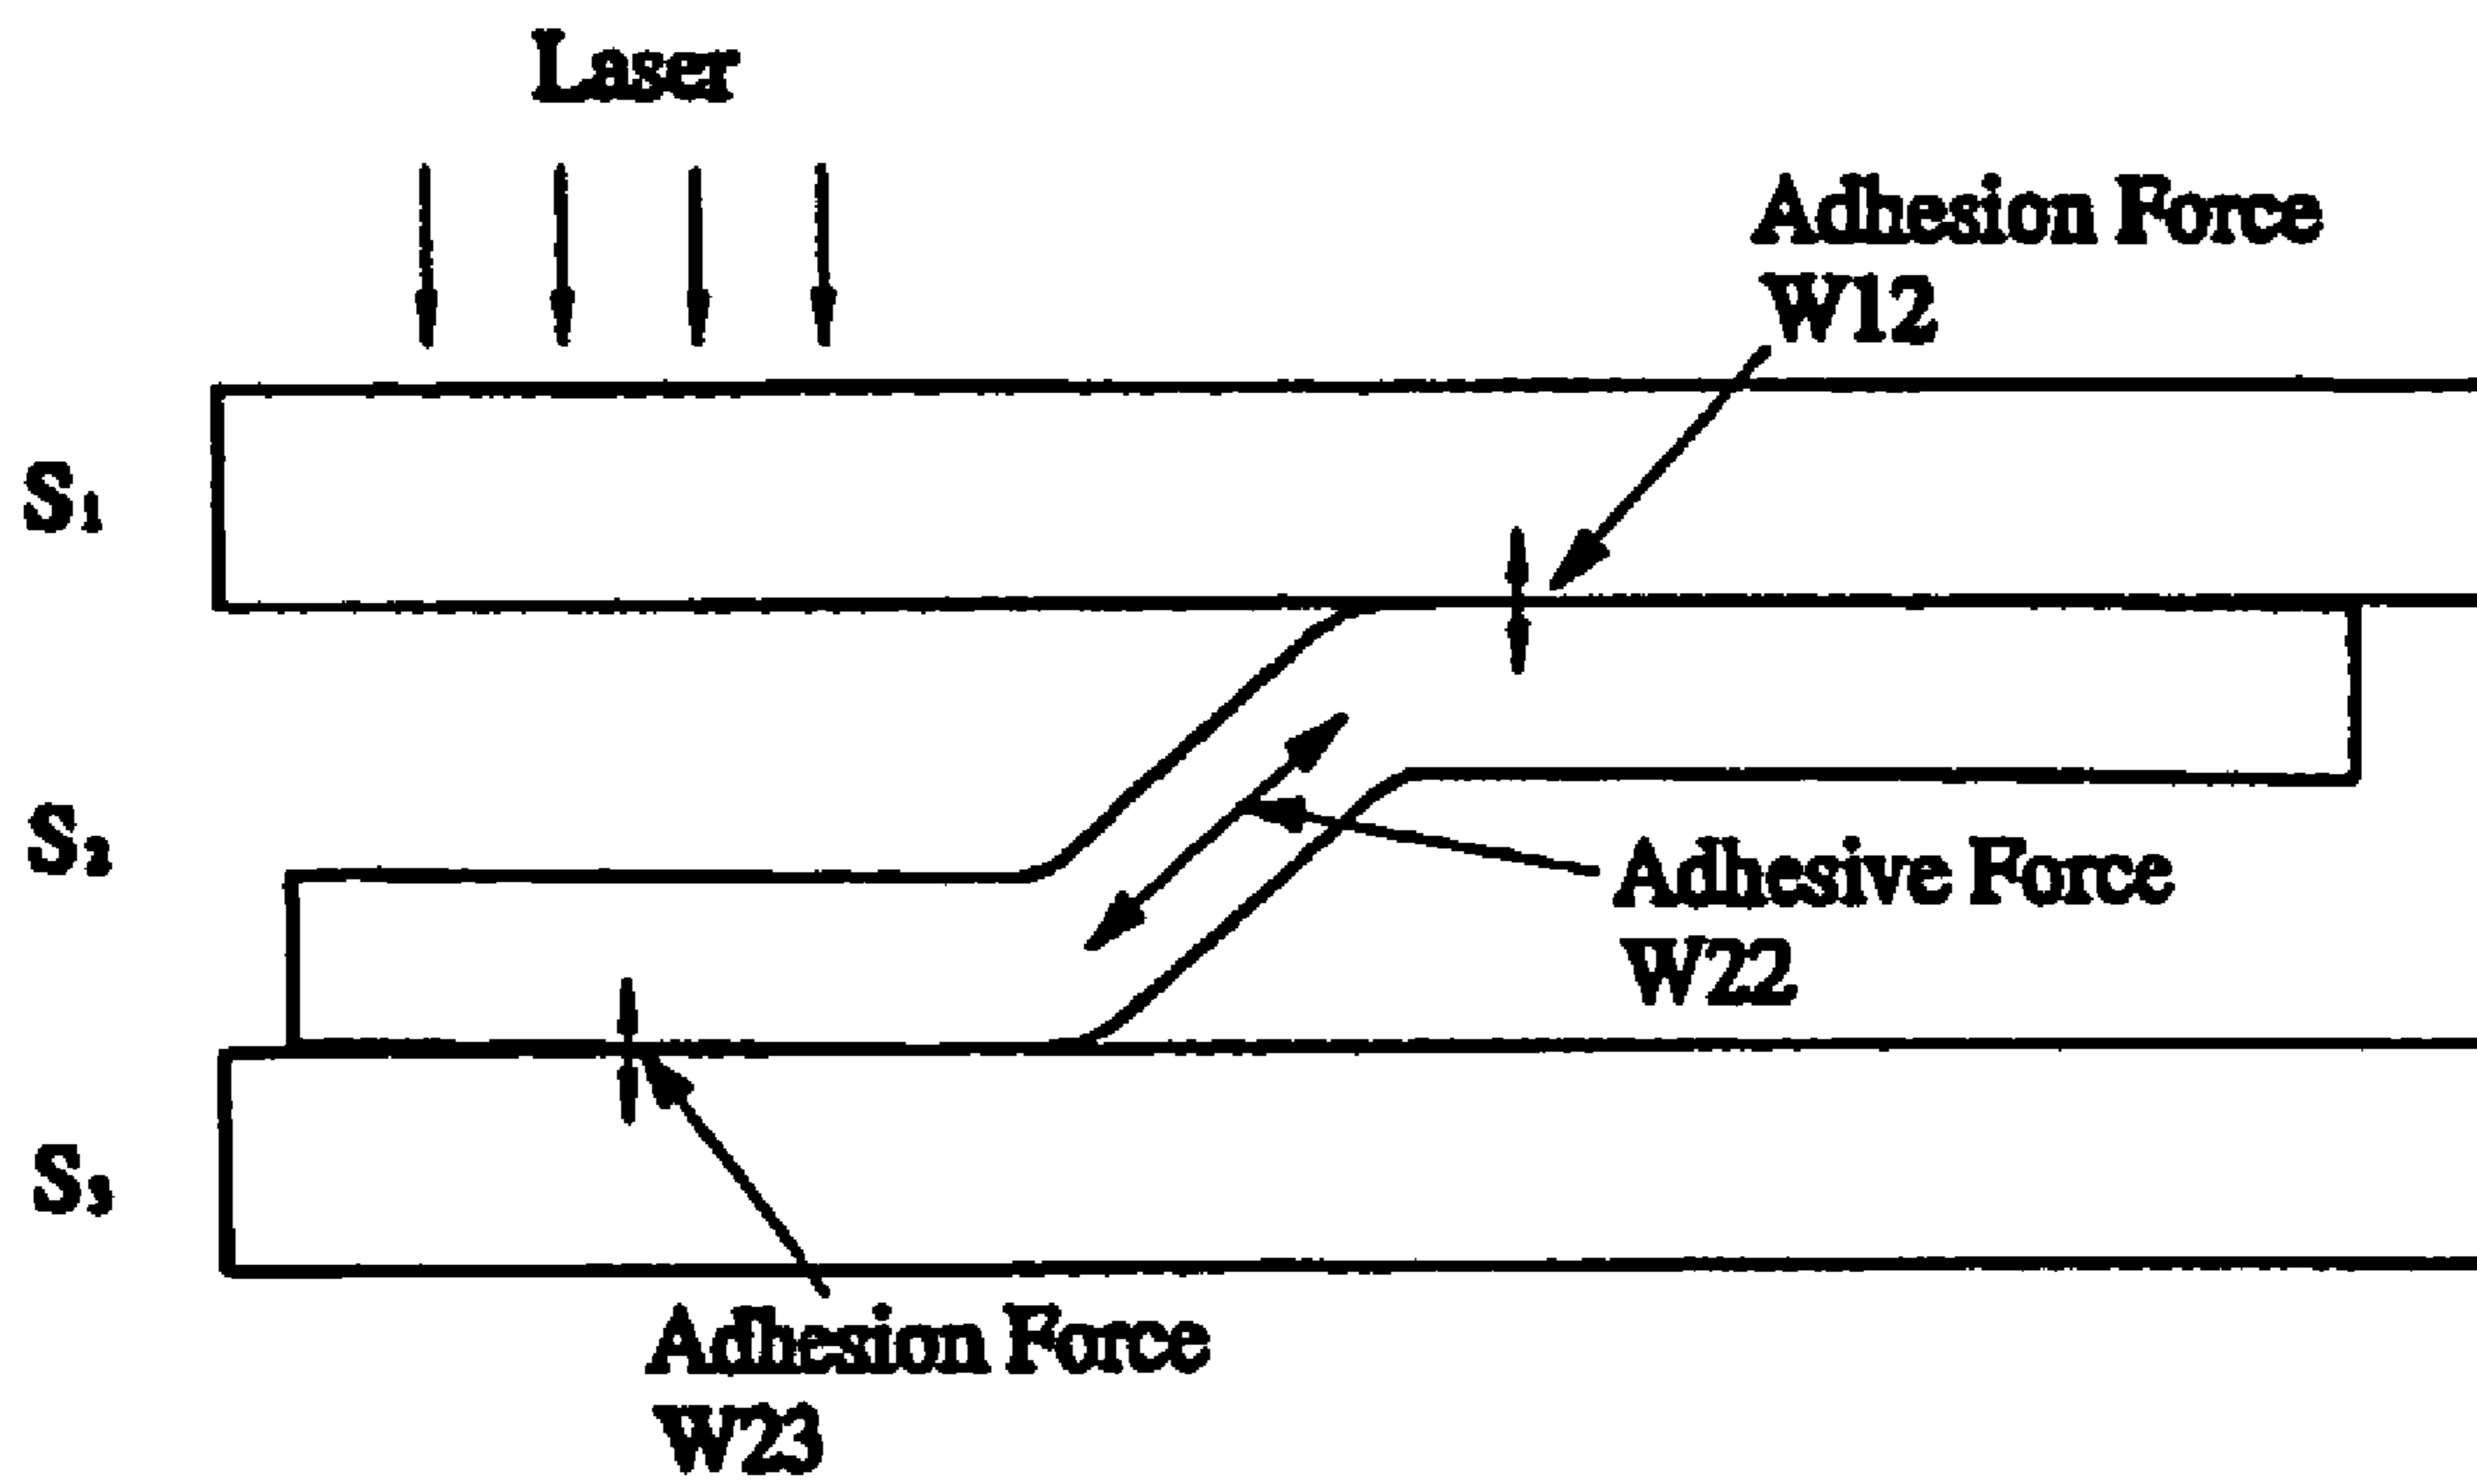 Laser
Adhesion Force
W12
S₁
S₂
Adhesive Force
W22
S₃
Adhesion Force
W23